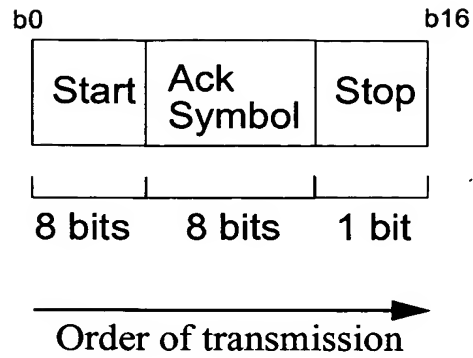 b0 b16
Start Ack Symbol Stop
8 bits 8 bits 1 bit
Order of transmission